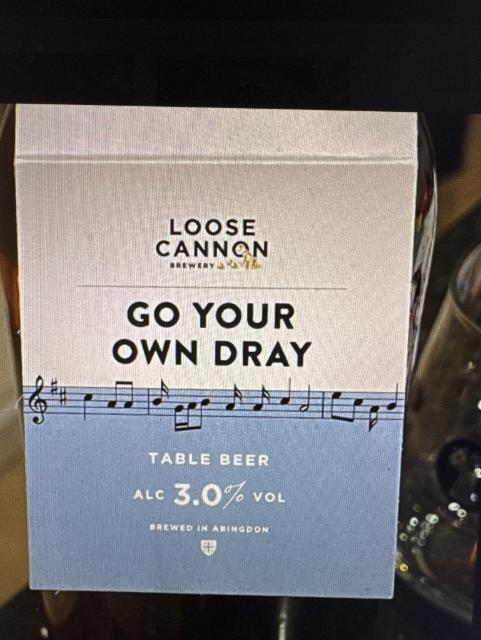 LOOSE
CANNON
BREWERY
GO YOUR
OWN DRAY
TABLE BEER
ALC 3.0% VOL
BREWED IN ABINGDON